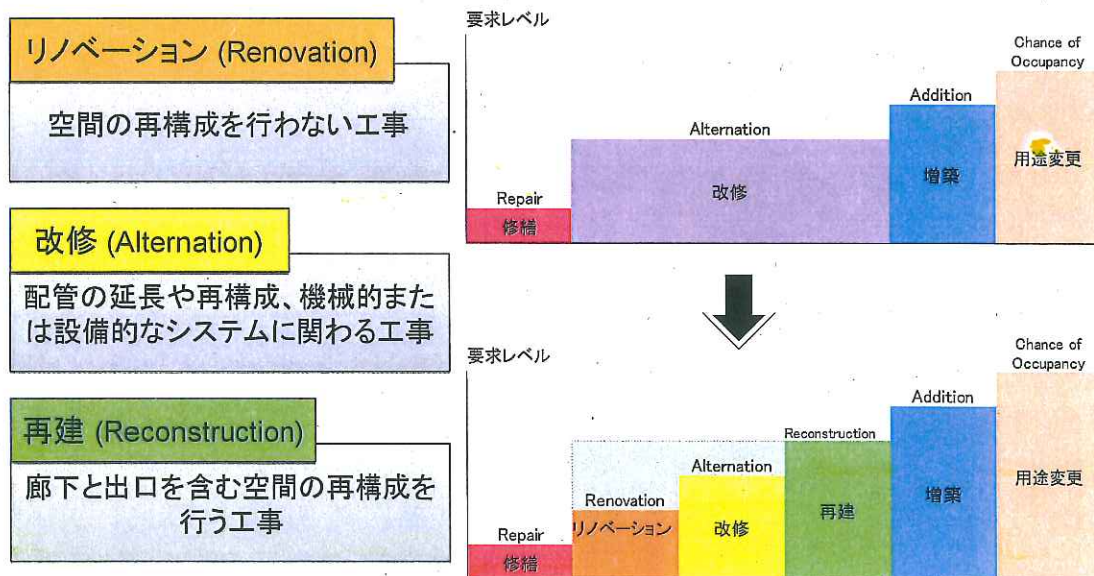 リノベーション (Renovation)
空間の再構成を行わない工事
改修 (Alternation)
配管の延長や再構成、機械的また
は設備的なシステムに関わる工事
再建 (Reconstruction)
廊下と出口を含む空間の再構成を
行う工事
要求レベル
Repair
修繕
Alternation
改修
Addition
増築
Chance of
Occupancy
用途変更
要求レベル
Repair
修繕
Renovation
リノベーション
Alternation
改修
Reconstruction
再建
Addition
増築
Chance of
Occupancy
用途変更